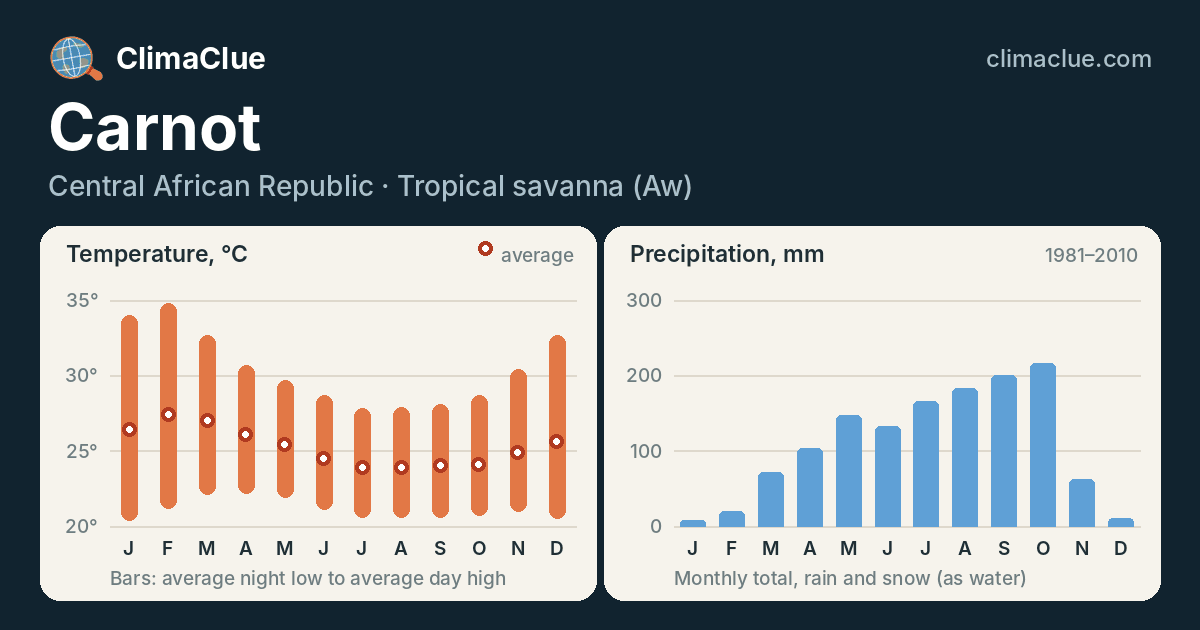 ClimaClue
climaclue.com
Carnot
Central African Republic · Tropical savanna (Aw)
Temperature, °C
average
35°
30°
25°
20°
J F M A M J J A S O N D
Bars: average night low to average day high
Precipitation, mm
1981–2010
300
200
100
0
J F M A M J J A S O N D
Monthly total, rain and snow (as water)